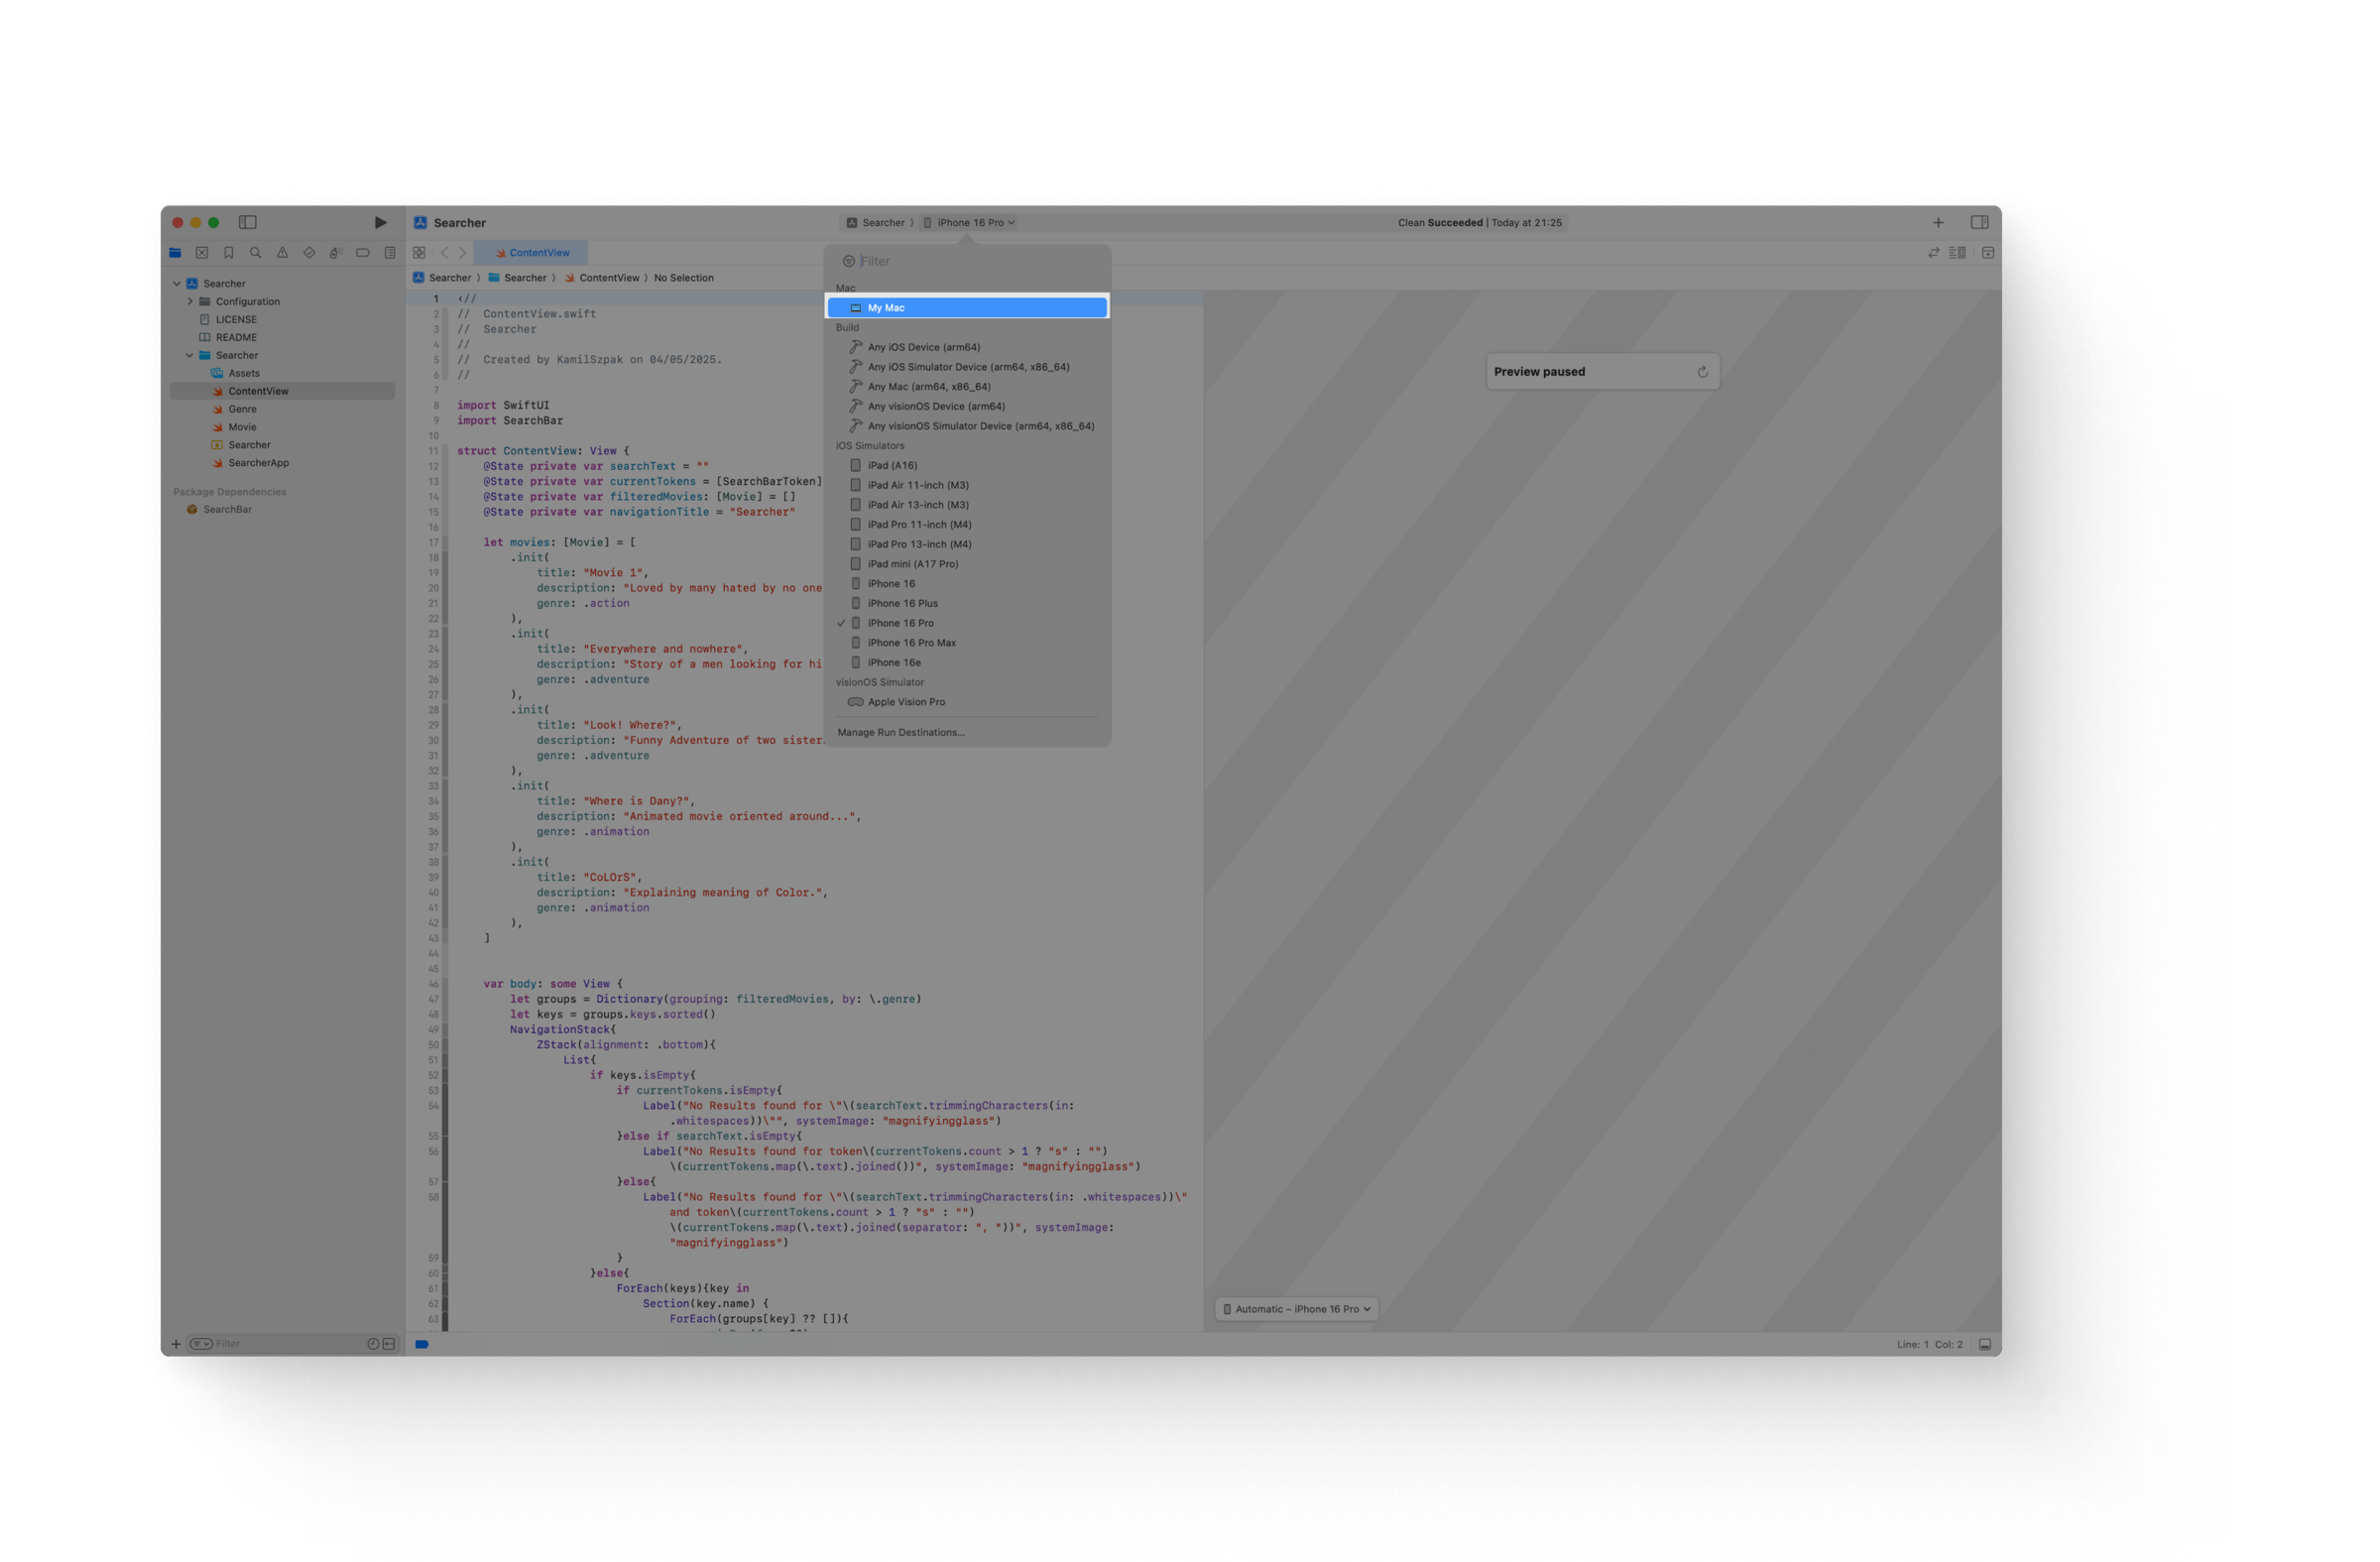 Searcher
Searcher 〉 iPhone 16 Pro
Clean Succeeded | Today at 21:25
ContentView
Searcher 〉 Searcher 〉 ContentView 〉 No Selection
Searcher
Configuration
LICENSE
README
Searcher
Assets
ContentView
Genre
Movie
Searcher
SearcherApp
Package Dependencies
SearchBar
Filter
Filter
Mac
My Mac
Build
Any iOS Device (arm64)
Any iOS Simulator Device (arm64, x86_64)
Any Mac (arm64, x86_64)
Any visionOS Device (arm64)
Any visionOS Simulator Device (arm64, x86_64)
iOS Simulators
iPad (A16)
iPad Air 11-inch (M3)
iPad Air 13-inch (M3)
iPad Pro 11-inch (M4)
iPad Pro 13-inch (M4)
iPad mini (A17 Pro)
iPhone 16
iPhone 16 Plus
iPhone 16 Pro
iPhone 16 Pro Max
iPhone 16e
visionOS Simulator
Apple Vision Pro
Manage Run Destinations...
1 //
2 //  ContentView.swift
3 //  Searcher
4 //
5 //  Created by KamilSzpak on 04/05/2025.
6 //
7
8 import SwiftUI
9 import SearchBar
10
11 struct ContentView: View {
12     @State private var searchText = ""
13     @State private var currentTokens = [SearchBarToken]
14     @State private var filteredMovies: [Movie] = []
15     @State private var navigationTitle = "Searcher"
16
17     let movies: [Movie] = [
18         .init(
19             title: "Movie 1",
20             description: "Loved by many hated by no one
21             genre: .action
22         ),
23         .init(
24             title: "Everywhere and nowhere",
25             description: "Story of a men looking for hi
26             genre: .adventure
27         ),
28         .init(
29             title: "Look! Where?",
30             description: "Funny Adventure of two sister
31             genre: .adventure
32         ),
33         .init(
34             title: "Where is Dany?",
35             description: "Animated movie oriented around...",
36             genre: .animation
37         ),
38         .init(
39             title: "CoLOrS",
40             description: "Explaining meaning of Color.",
41             genre: .animation
42         ),
43     ]
44
45
46     var body: some View {
47         let groups = Dictionary(grouping: filteredMovies, by: \.genre)
48         let keys = groups.keys.sorted()
49         NavigationStack{
50             ZStack(alignment: .bottom){
51                 List{
52                     if keys.isEmpty{
53                         if currentTokens.isEmpty{
54                             Label("No Results found for \"\(searchText.trimmingCharacters(in:
.whitespaces))\"", systemImage: "magnifyingglass")
55                         }else if searchText.isEmpty{
56                             Label("No Results found for token\(currentTokens.count > 1 ? "s" : "")
\(currentTokens.map(\.text).joined())", systemImage: "magnifyingglass")
57                         }else{
58                             Label("No Results found for \"\(searchText.trimmingCharacters(in: .whitespaces))\"
and token\(currentTokens.count > 1 ? "s" : "")
\(currentTokens.map(\.text).joined(separator: ", "))", systemImage:
"magnifyingglass")
59                         }
60                     }else{
61                         ForEach(keys){key in
62                             Section(key.name) {
63                                 ForEach(groups[key] ?? []){
Preview paused
Automatic – iPhone 16 Pro
Line: 1 Col: 2